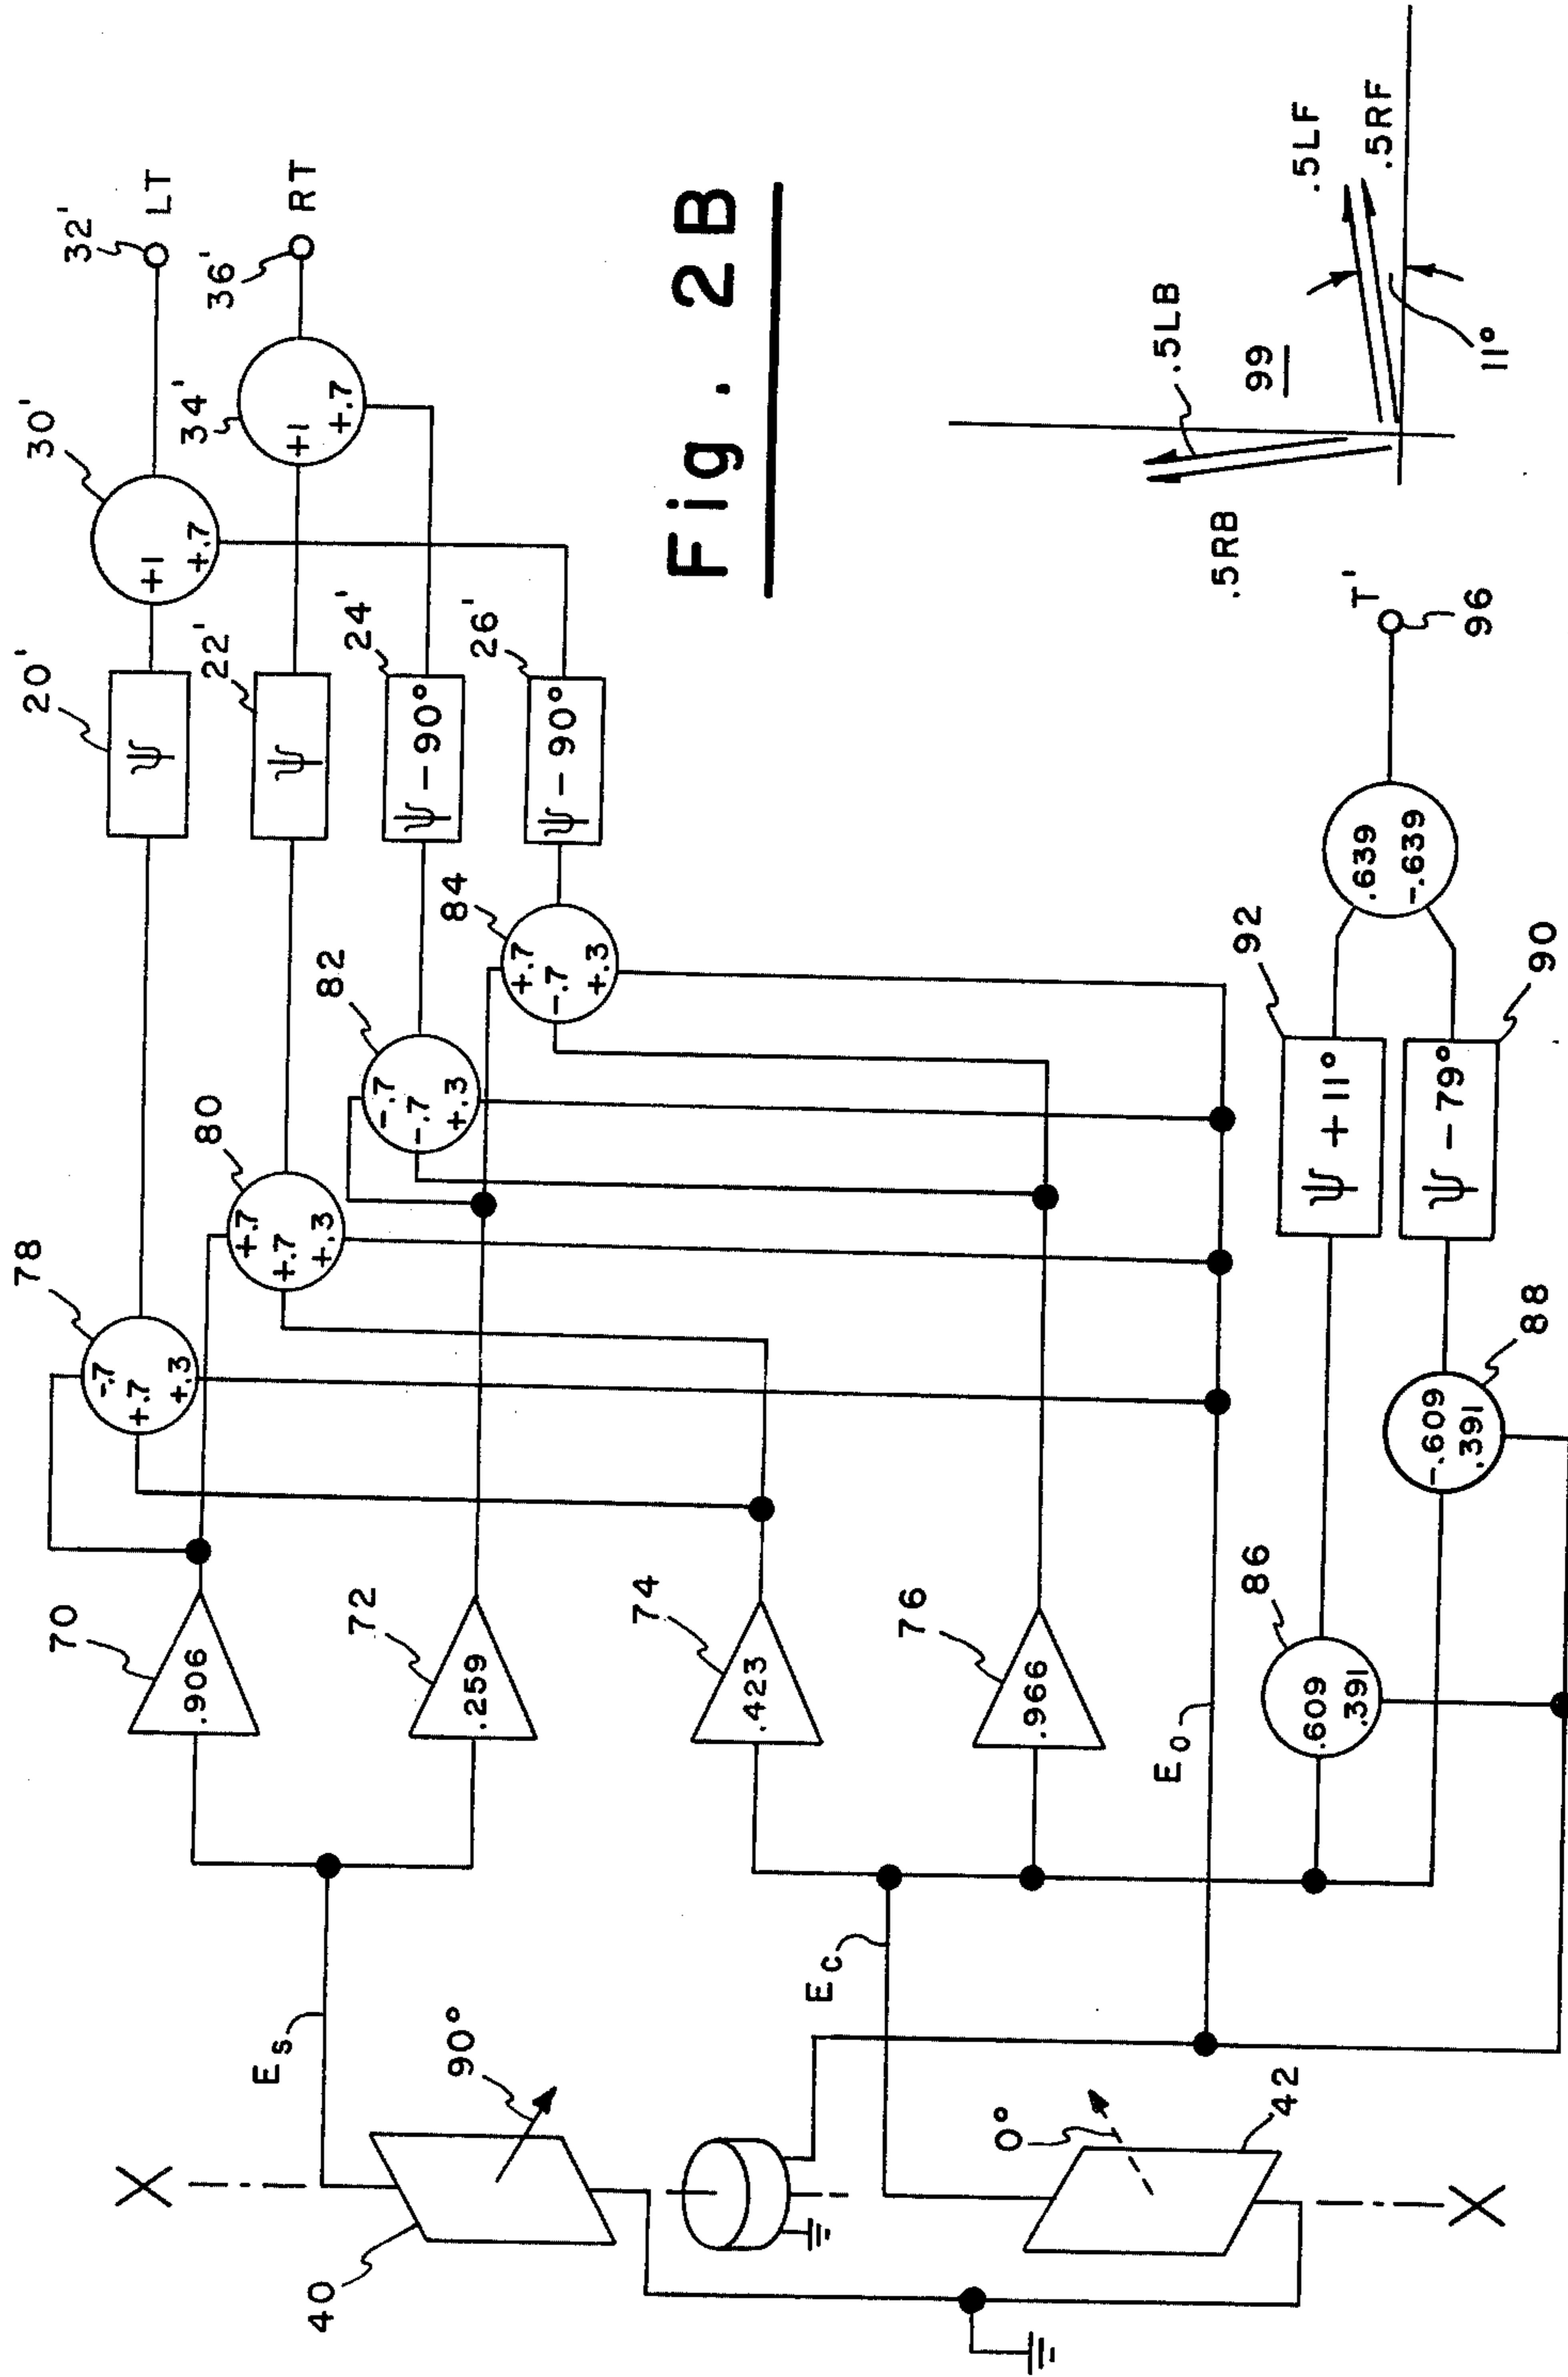 Fig. 2B
X
40
90°
E_S
70
.906
72
.259
78
-.7
+.7
+.3
80
+.7
+.7
+.3
82
-.7
-.7
+.3
84
+.7
-.7
+.3
20'
ψ
22'
ψ
24'
ψ-90°
26'
ψ-90°
30'
+1
+.7
34'
+1
+.7
32'
LT
36'
RT
0°
42
X
E_C
74
.423
76
.966
E_0
86
.609
.391
88
-.609
.391
92
ψ+11°
90
ψ-79°
.639
-.639
T'
96
.5RB
.5LB
99
.5LF
.5RF
11°